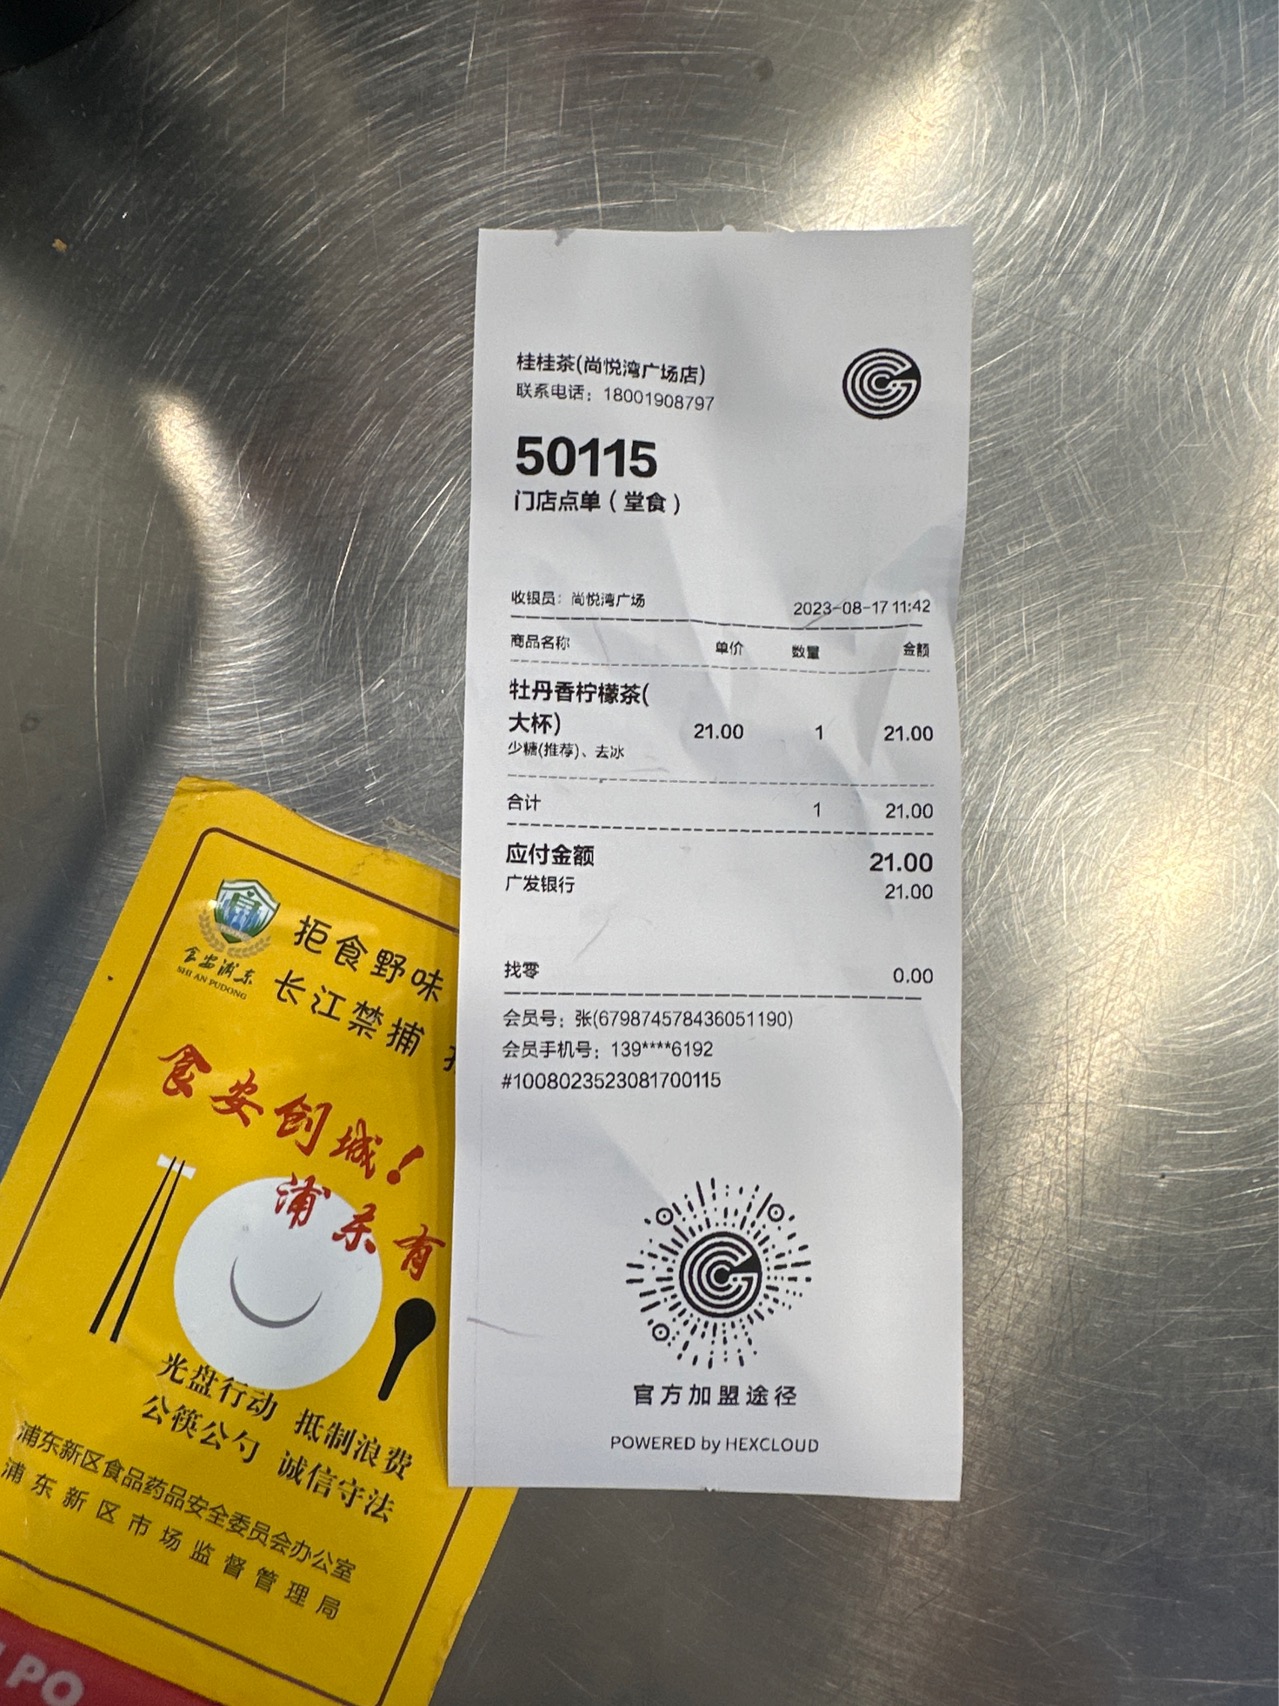 桂桂茶(尚悦湾广场店)
联系电话：18001908797
50115
门店点单（堂食）
收银员：尚悦湾广场 2023-08-17 11:42
商品名称 单价 数量 金额
牡丹香柠檬茶(
大杯) 21.00 1 21.00
少糖(推荐)、去冰
合计 1 21.00
应付金额 21.00
广发银行 21.00
找零 0.00
会员号：张(679874578436051190)
会员手机号：139****6192
#1008023523081700115
官方加盟途径
POWERED by HEXCLOUD
食安浦东
SHI AN PUDONG
拒食野味
长江禁捕
食安创城！
浦东有
光盘行动 抵制浪费
公筷公勺 诚信守法
浦东新区食品药品安全委员会办公室
浦东新区市场监督管理局
PO